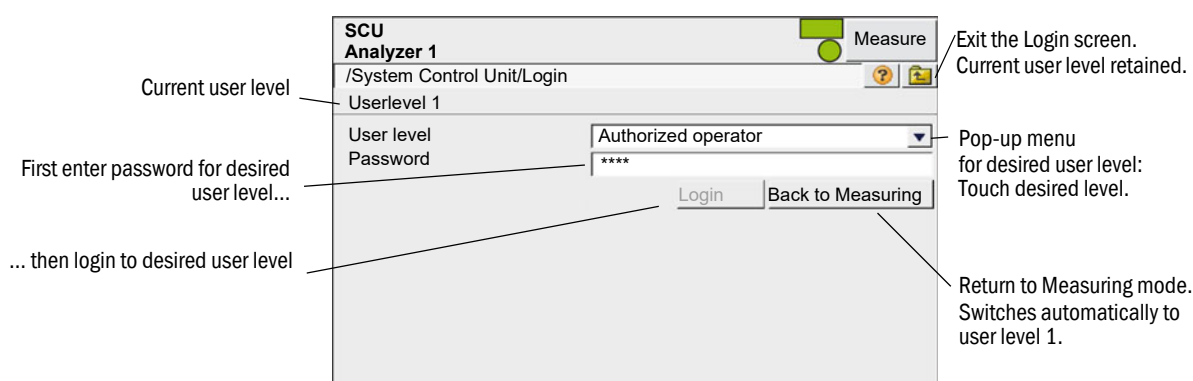 SCU
Analyzer 1
Measure
Exit the Login screen.
Current user level retained.
/System Control Unit/Login
?
Current user level
Userlevel 1
User level
Authorized operator
Pop-up menu
for desired user level:
Touch desired level.
Password
****
First enter password for desired
user level...
Login
Back to Measuring
... then login to desired user level
Return to Measuring mode.
Switches automatically to
user level 1.